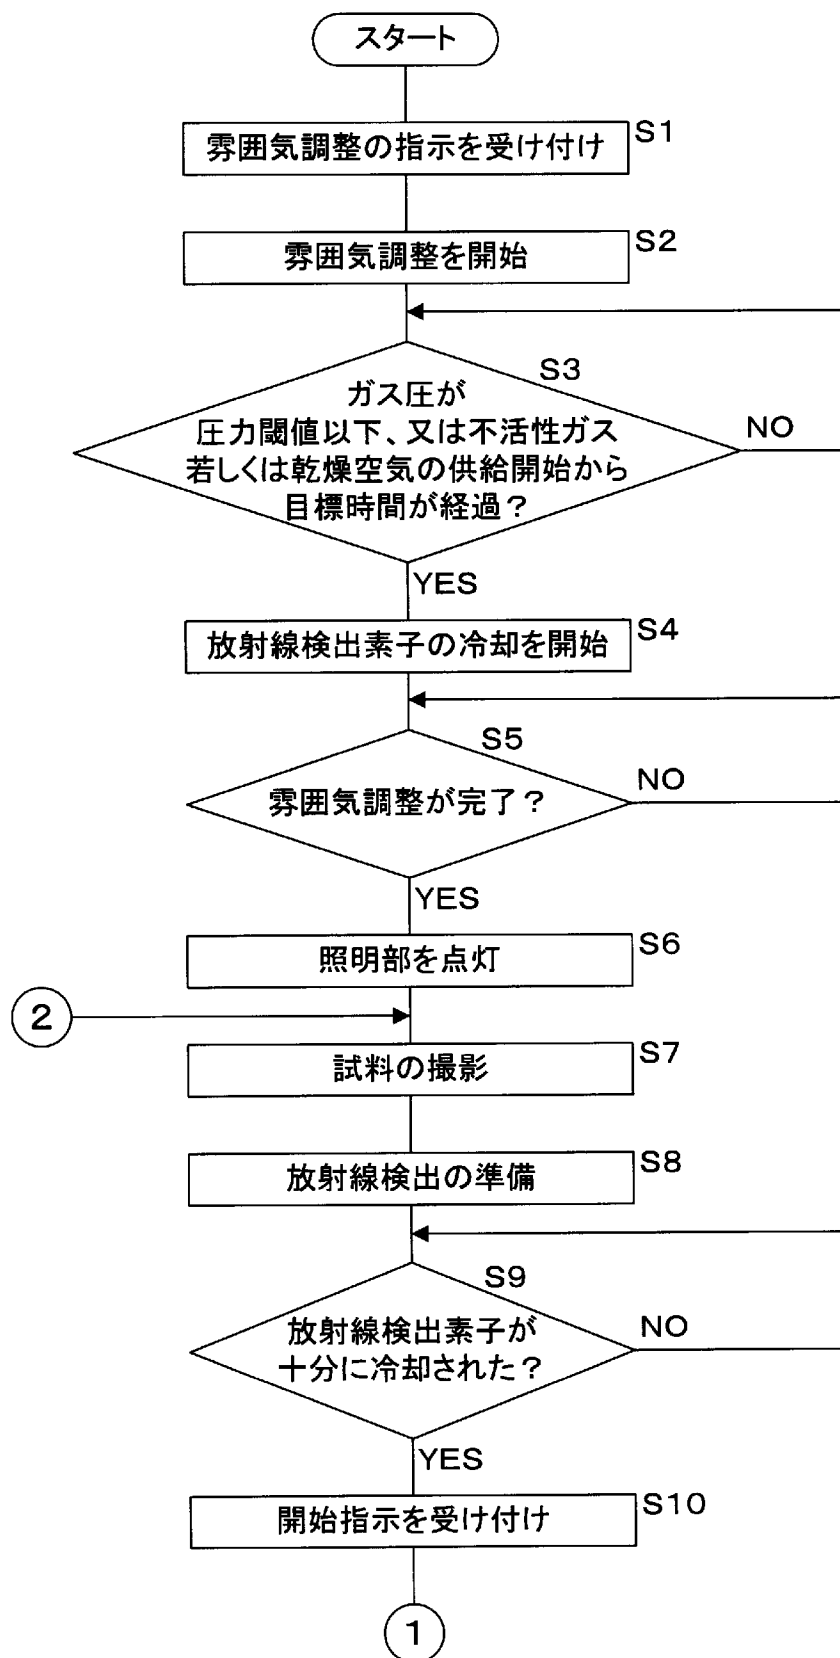 スタート
雰囲気調整の指示を受け付け
S1
雰囲気調整を開始
S2
S3
ガス圧が
圧力閾値以下、又は不活性ガス
若しくは乾燥空気の供給開始から
目標時間が経過？
NO
YES
放射線検出素子の冷却を開始
S4
S5
雰囲気調整が完了？
NO
YES
照明部を点灯
S6
2
試料の撮影
S7
放射線検出の準備
S8
S9
放射線検出素子が
十分に冷却された？
NO
YES
開始指示を受け付け
S10
1